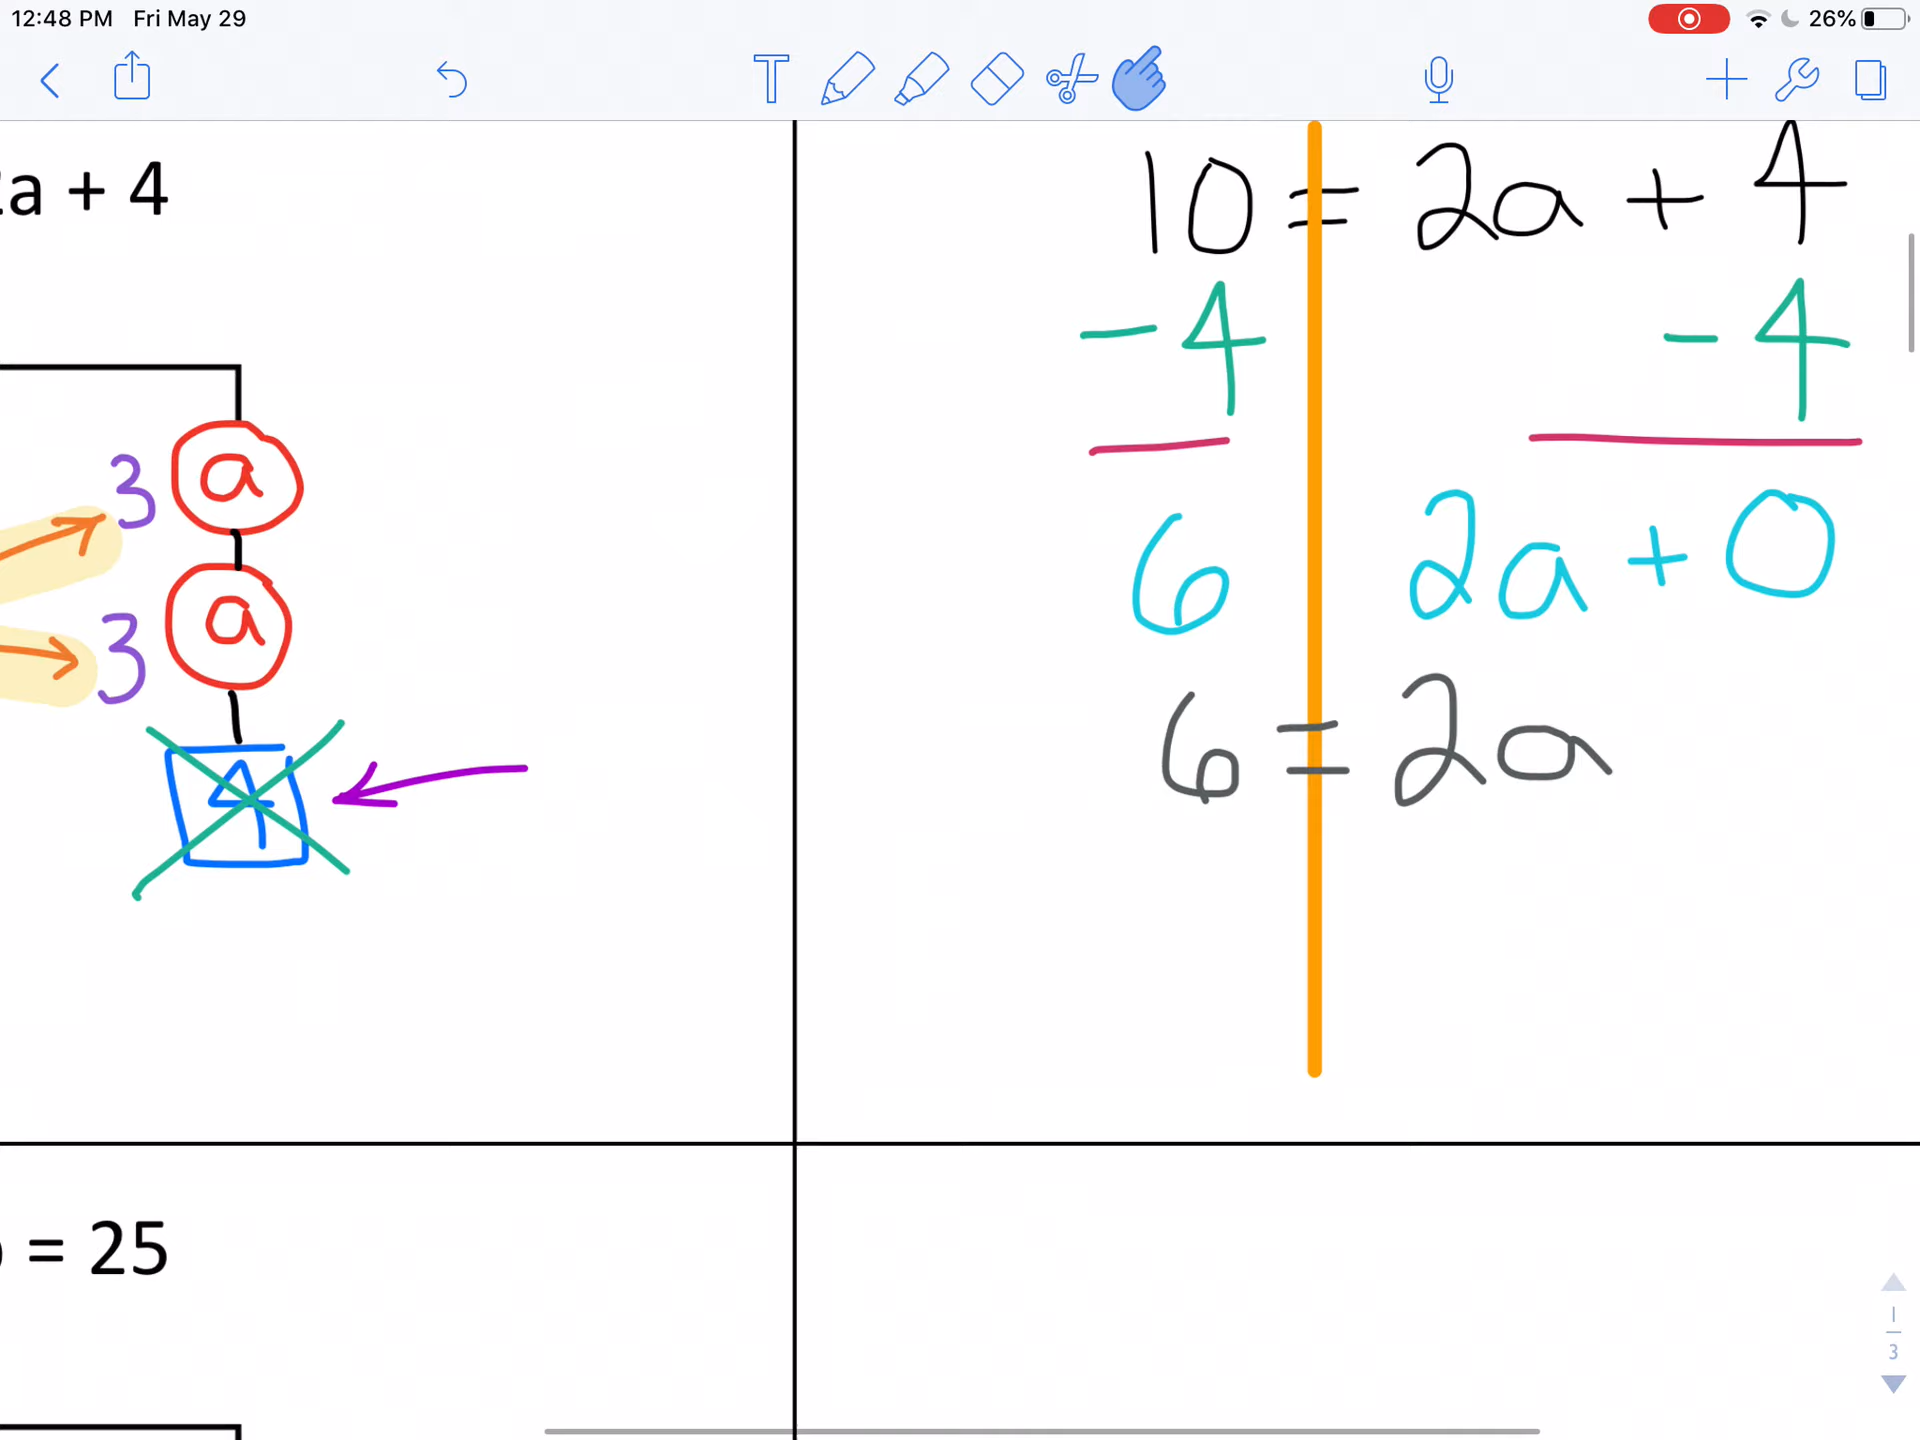 12:48 PM Fri May 29
26%
T
a + 4
3 a
a
3
4
10 = 2a + 4
- 4 - 4
6 2a + 0
6 = 2a
= 25
1
3